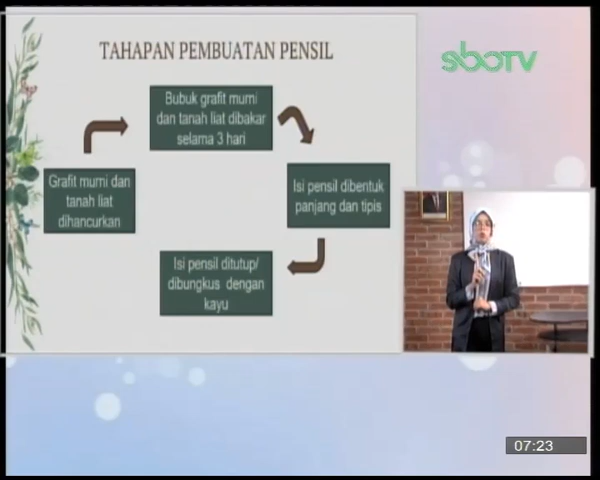 TAHAPAN PEMBUATAN PENSIL
sboTV
Bubuk grafit murni
dan tanah liat dibakar
selama 3 hari
Grafit murni dan
tanah liat
dihancurkan
Isi pensil dibentuk
panjang dan tipis
Isi pensil ditutup/
dibungkus dengan
kayu
07:23